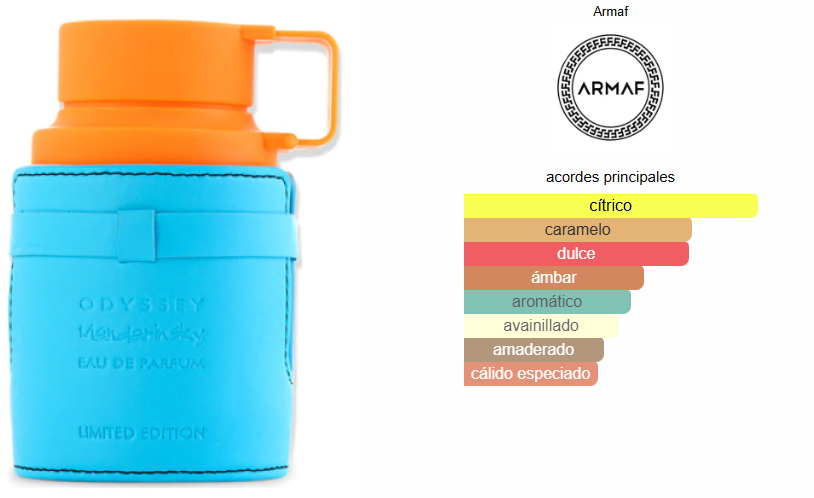 ODYSSEY
Mandarinsky
EAU DE PARFUM
LIMITED EDITION
Armaf
ARMAF
acordes principales
cítrico
caramelo
dulce
ámbar
aromático
avainillado
amaderado
cálido especiado